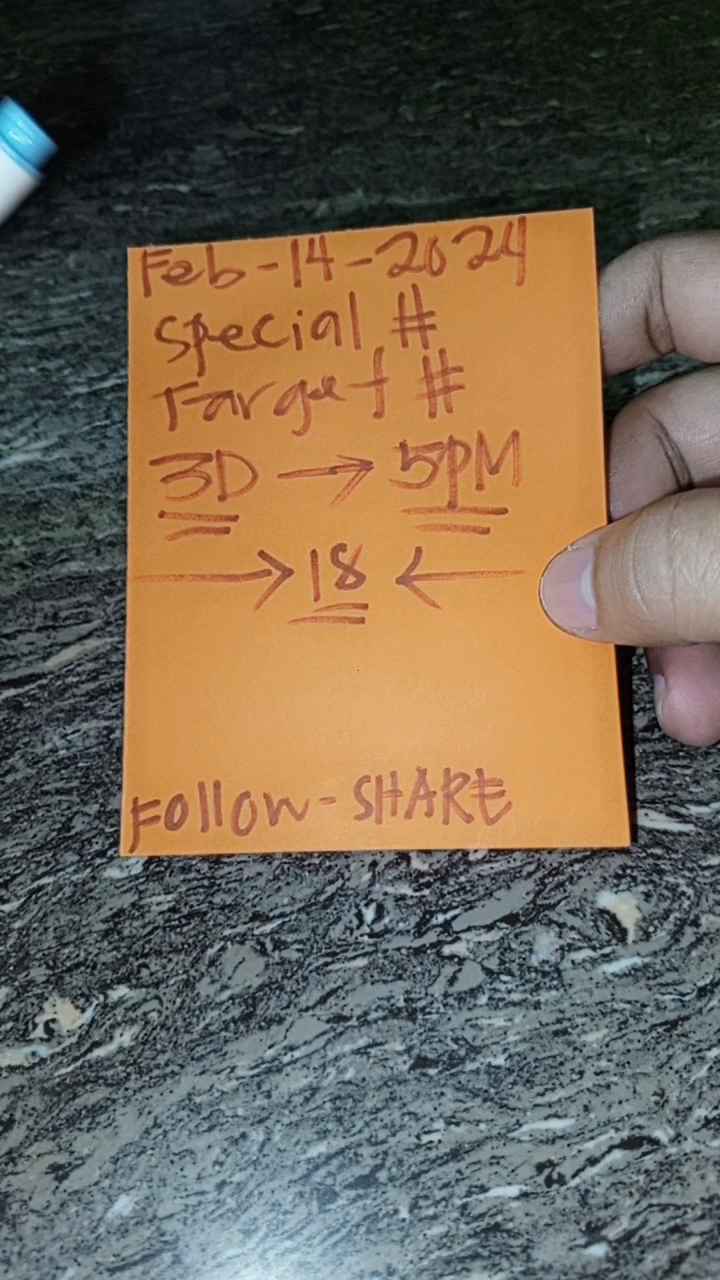 Feb-14-2024
Special #
Target #
3D → 5PM
→ 18 ←
Follow-SHARE